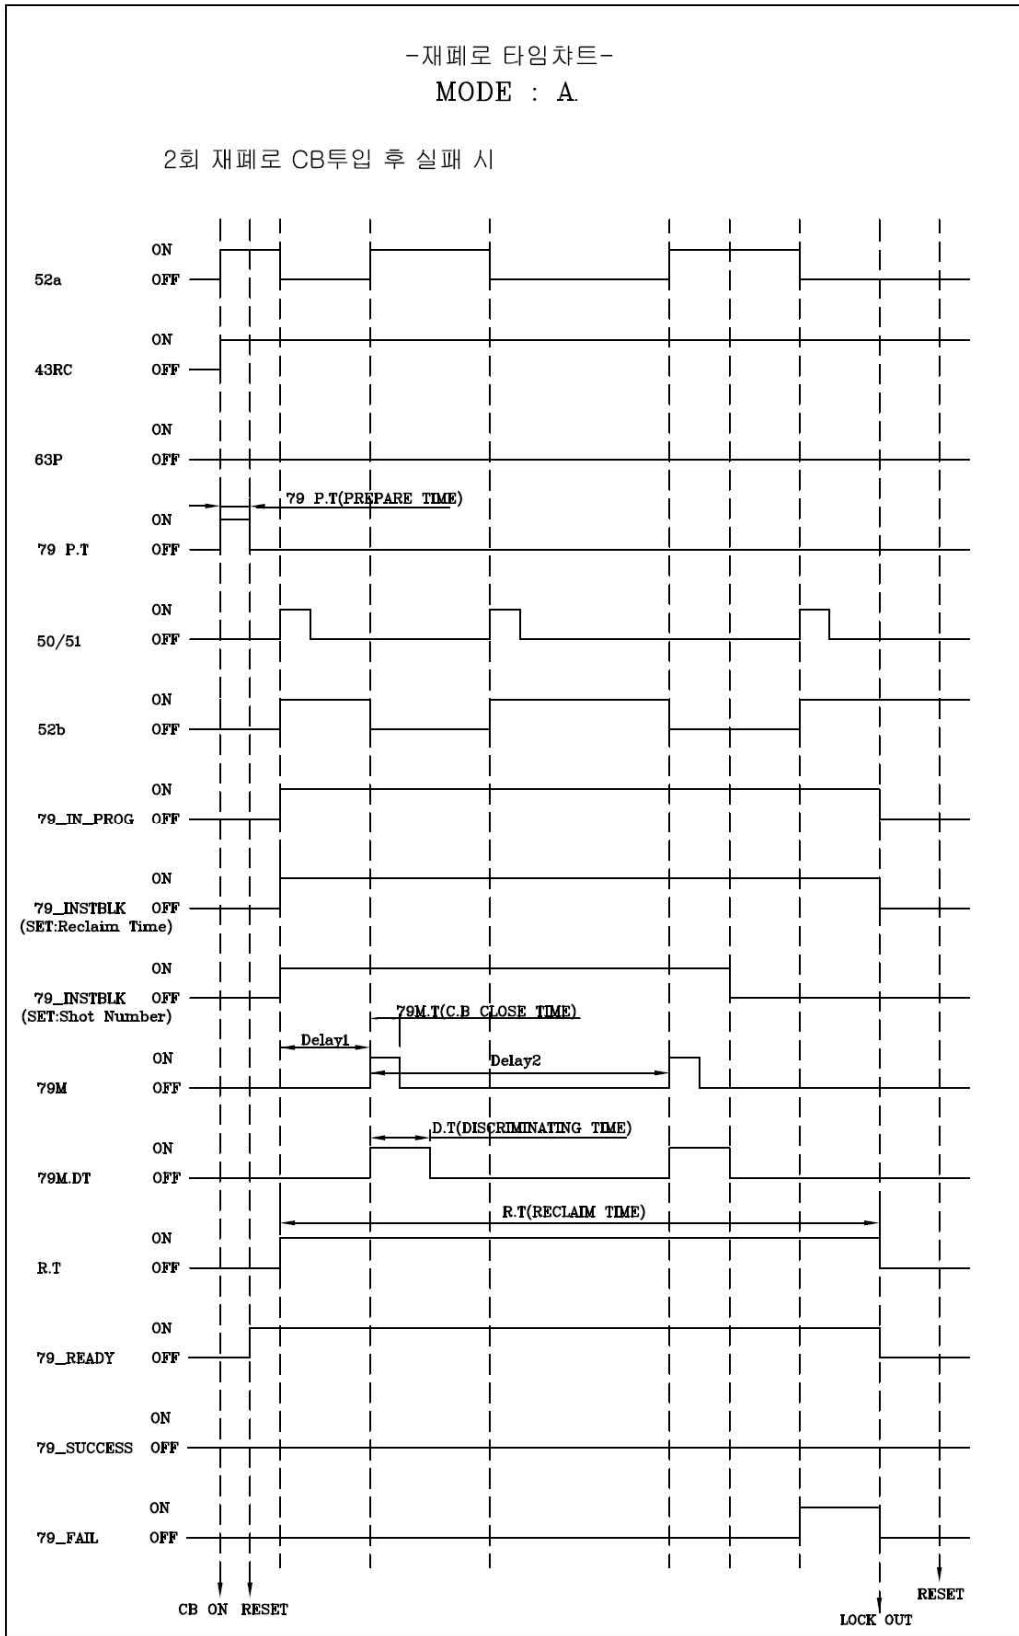 -재폐로 타임챠트-
MODE : A.
2회 재폐로 CB투입 후 실패 시
ON
52a OFF
ON
43RC OFF
ON
63P OFF
79 P.T(PREPARE TIME)
ON
79 P.T OFF
ON
50/51 OFF
ON
52b OFF
ON
79_IN_PROG OFF
ON
79_INSTBLK OFF
(SET:Reclaim Time)
ON
79_INSTBLK OFF
(SET:Shot Number)
79M.T(C.B CLOSE TIME)
Delay1
ON
Delay2
79M OFF
D.T(DISCRIMINATING TIME)
ON
79M.DT OFF
R.T(RECLAIM TIME)
ON
R.T OFF
ON
79_READY OFF
ON
79_SUCCESS OFF
ON
79_FAIL OFF
CB ON RESET
RESET
LOCK OUT